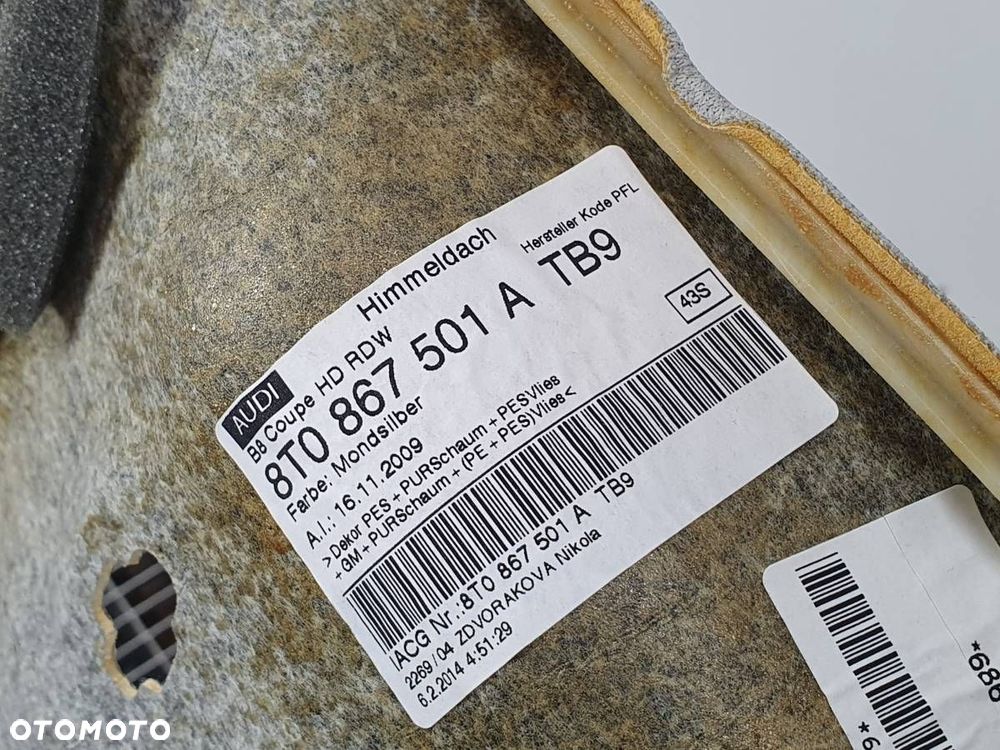 Himmeldach
AUDI
B8 Coupe HD RDW
Hersteller Kode PFL
8T0 867 501 A TB9
Farbe: Mondsilber
43S
A.I.: 16.11.2009
> Dekor PES + PURSchaum + PESVlies
+ GM + PURSchaum + (PE + PES)Vlies <
ACG Nr.:8T0 867 501 A TB9
2269/04 ZDVORAKOVA Nikola
6.2.2014 4:51:29
689*
OTOMOTO